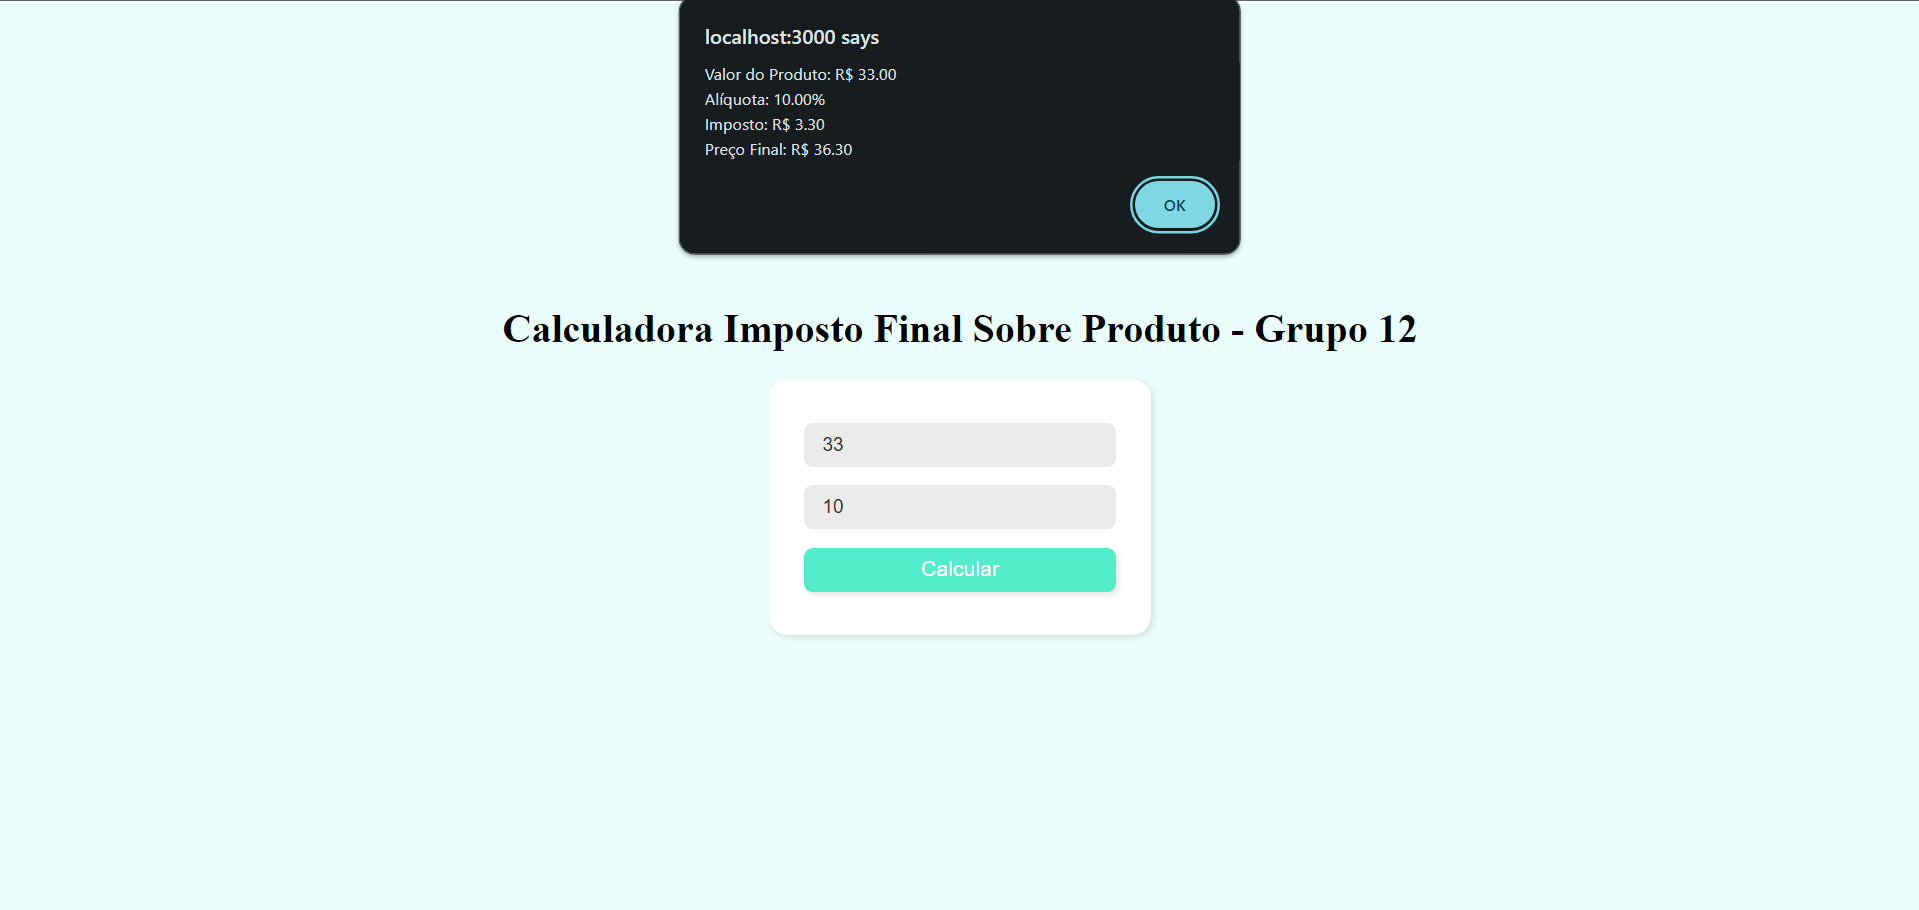 localhost:3000 says
Valor do Produto: R$ 33.00
Alíquota: 10.00%
Imposto: R$ 3.30
Preço Final: R$ 36.30
OK
Calculadora Imposto Final Sobre Produto - Grupo 12
33
10
Calcular